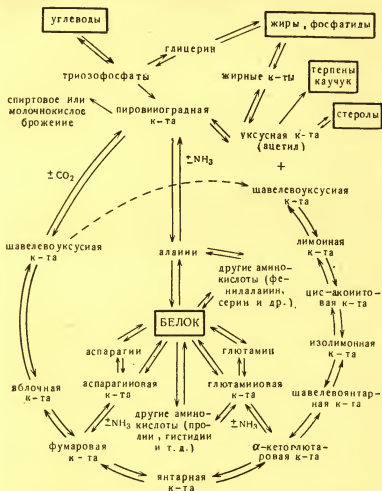 углеводы
жиры, фосфатиды
глицерин
триозофосфаты
жирные к-ты
терпены
каучук
спиртовое или
молочнокислое
брожение
пировиноградная
к-та
стеролы
уксусная к-та
(ацетил)
+
±NH₃
±CO₂
щавелевоуксусная
к-та
щавелевоуксусная
к-та
аланин
лимонная
к-та
другие амино-
кислоты (фе-
нилаланин,
серин и др.)
цис-аконито-
вая к-та
БЕЛОК
изолимонная
к-та
аспарагин
глютамин
яблочная
к-та
аспарагиновая
к-та
глютаминовая
к-та
щавелевоянтар-
ная к-та
±NH₃
другие амино-
кислоты (про-
лин, гистидин
и т.д.)
±NH₃
фумаровая
к-та
α-кетоглюта-
ровая к-та
янтарная
к-та